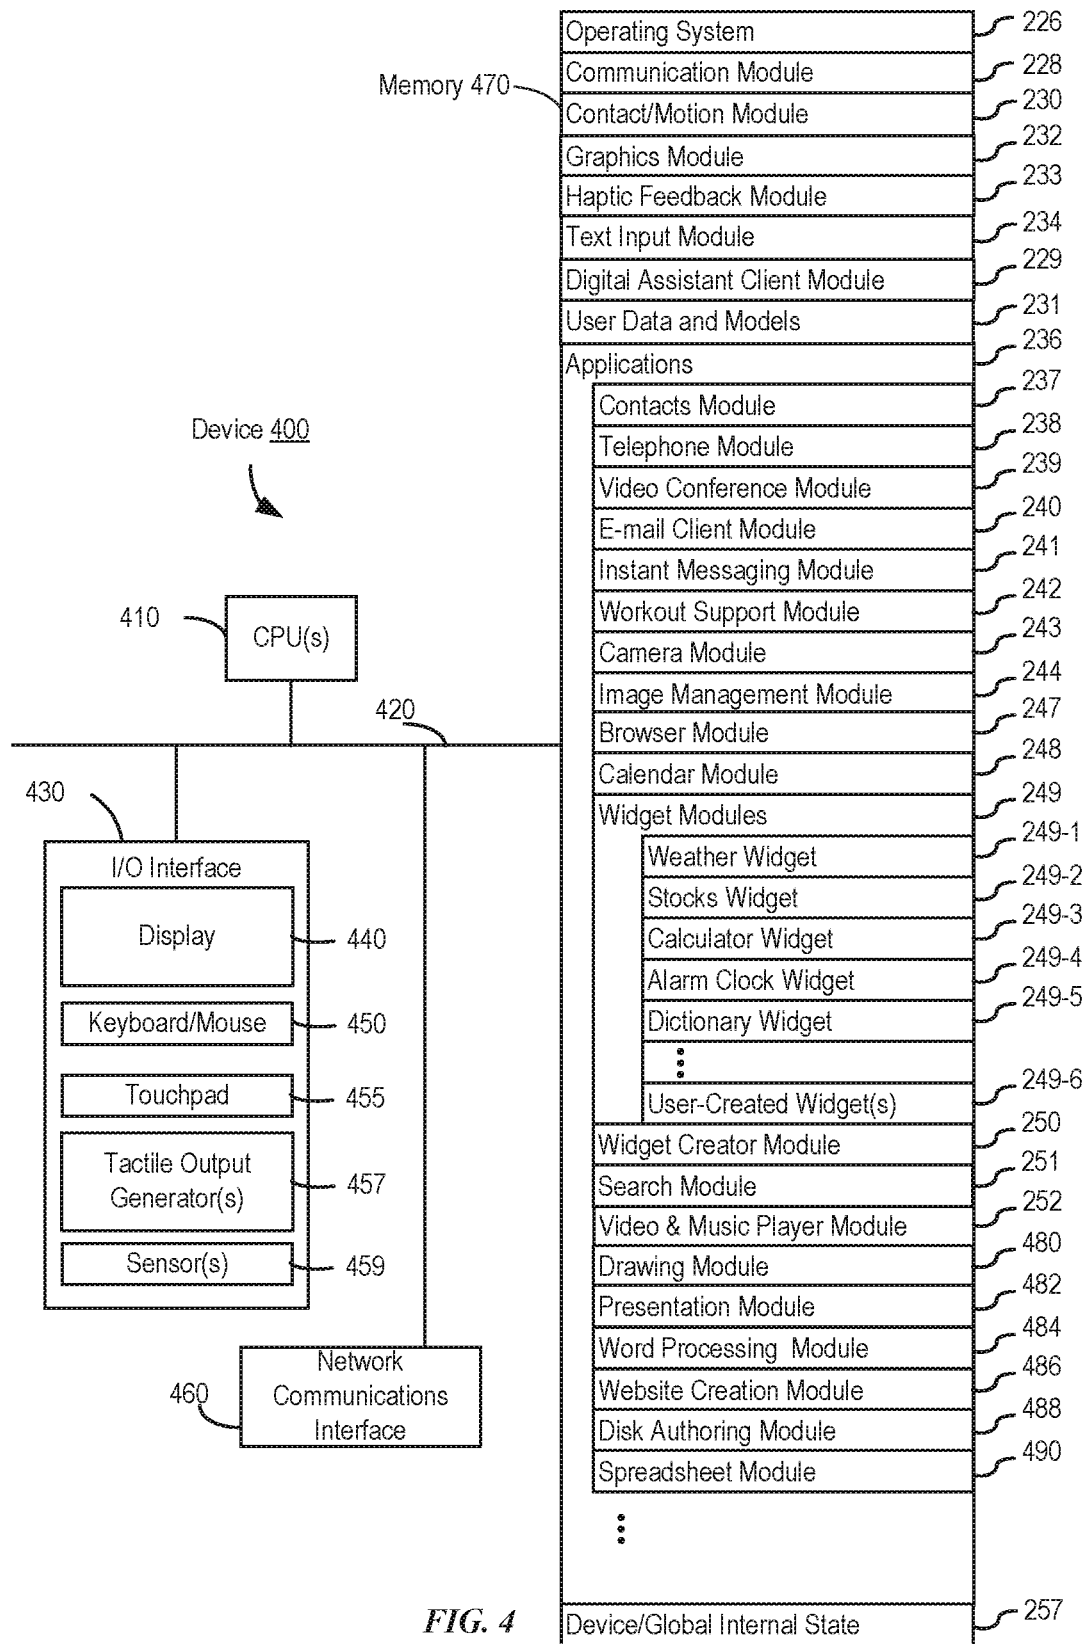 Operating System 226
Communication Module 228
Memory 470
Contact/Motion Module 230
Graphics Module 232
Haptic Feedback Module 233
Text Input Module 234
Digital Assistant Client Module 229
User Data and Models 231
Applications 236
Contacts Module 237
Device 400
Telephone Module 238
Video Conference Module 239
E-mail Client Module 240
Instant Messaging Module 241
Workout Support Module 242
410
CPU(s)
Camera Module 243
Image Management Module 244
420
Browser Module 247
Calendar Module 248
430
Widget Modules 249
I/O Interface
Weather Widget 249-1
Stocks Widget 249-2
Display 440
Calculator Widget 249-3
Alarm Clock Widget 249-4
Keyboard/Mouse 450
Dictionary Widget 249-5
Touchpad 455
User-Created Widget(s) 249-6
Widget Creator Module 250
Tactile Output
Generator(s) 457
Search Module 251
Video & Music Player Module 252
Sensor(s) 459
Drawing Module 480
Presentation Module 482
Word Processing Module 484
Network
Communications
Interface
460
Website Creation Module 486
Disk Authoring Module 488
Spreadsheet Module 490
FIG. 4
Device/Global Internal State 257